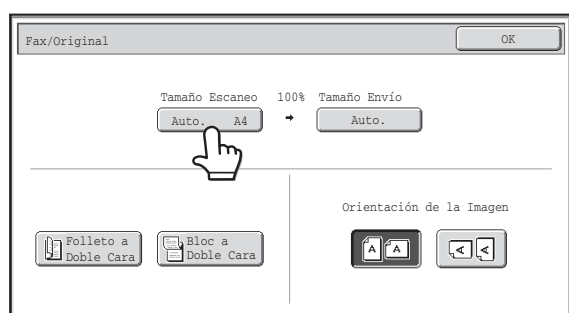 Fax/Original OK
Tamaño Escaneo 100% Tamaño Envío
Auto. A4 Auto.
Orientación de la Imagen
Folleto a
Doble Cara
Bloc a
Doble Cara
A A A A